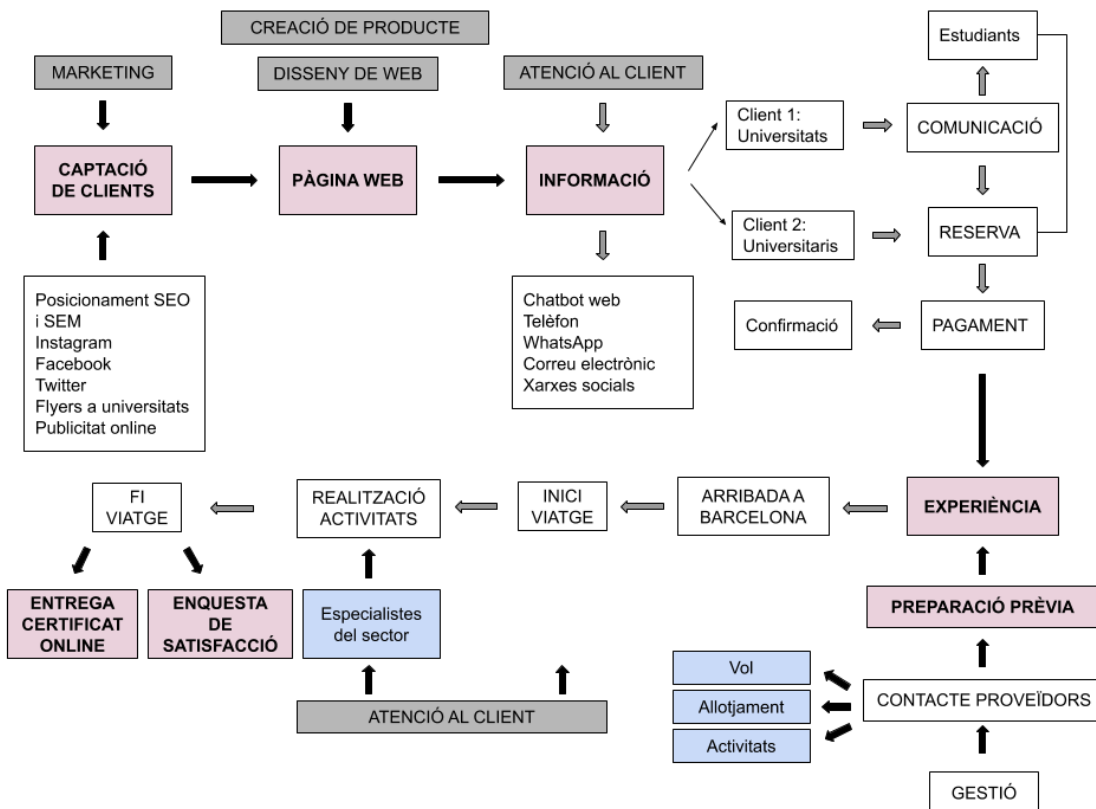 CREACIÓ DE PRODUCTE
MARKETING
DISSENY DE WEB
ATENCIÓ AL CLIENT
Estudiants
Client 1:
Universitats
COMUNICACIÓ
CAPTACIÓ
DE CLIENTS
PÀGINA WEB
INFORMACIÓ
Client 2:
Universitaris
RESERVA
Posicionament SEO
i SEM
Instagram
Facebook
Twitter
Flyers a universitats
Publicitat online
Chatbot web
Telèfon
WhatsApp
Correu electrònic
Xarxes socials
Confirmació
PAGAMENT
FI
VIATGE
REALITZACIÓ
ACTIVITATS
INICI
VIATGE
ARRIBADA A
BARCELONA
EXPERIÈNCIA
ENTREGA
CERTIFICAT
ONLINE
ENQUESTA
DE
SATISFACCIÓ
Especialistes
del sector
PREPARACIÓ PRÈVIA
Vol
Allotjament
Activitats
CONTACTE PROVEÏDORS
ATENCIÓ AL CLIENT
GESTIÓ